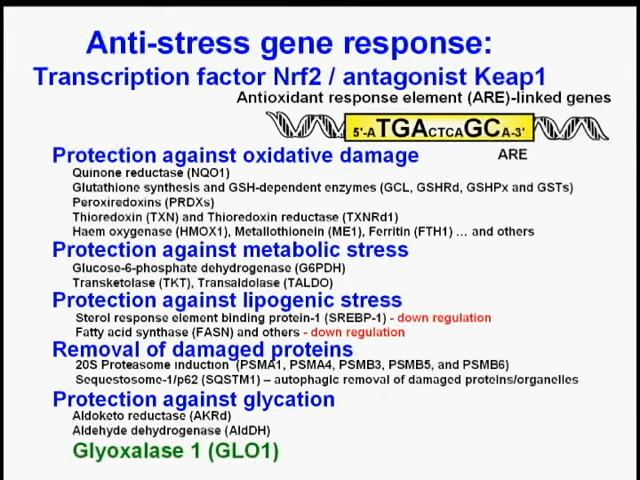 Anti-stress gene response:
Transcription factor Nrf2 / antagonist Keap1
Antioxidant response element (ARE)-linked genes
5'-ATGACTCAGCA-3'
ARE
Protection against oxidative damage
Quinone reductase (NQO1)
Glutathione synthesis and GSH-dependent enzymes (GCL, GSHRd, GSHPx and GSTs)
Peroxiredoxins (PRDXs)
Thioredoxin (TXN) and Thioredoxin reductase (TXNRd1)
Haem oxygenase (HMOX1), Metallothionein (ME1), Ferritin (FTH1) ... and others
Protection against metabolic stress
Glucose-6-phosphate dehydrogenase (G6PDH)
Transketolase (TKT), Transaldolase (TALDO)
Protection against lipogenic stress
Sterol response element binding protein-1 (SREBP-1) - down regulation
Fatty acid synthase (FASN) and others - down regulation
Removal of damaged proteins
20S Proteasome induction (PSMA1, PSMA4, PSMB3, PSMB5, and PSMB6)
Sequestosome-1/p62 (SQSTM1) – autophagic removal of damaged proteins/organelles
Protection against glycation
Aldoketo reductase (AKRd)
Aldehyde dehydrogenase (AldDH)
Glyoxalase 1 (GLO1)